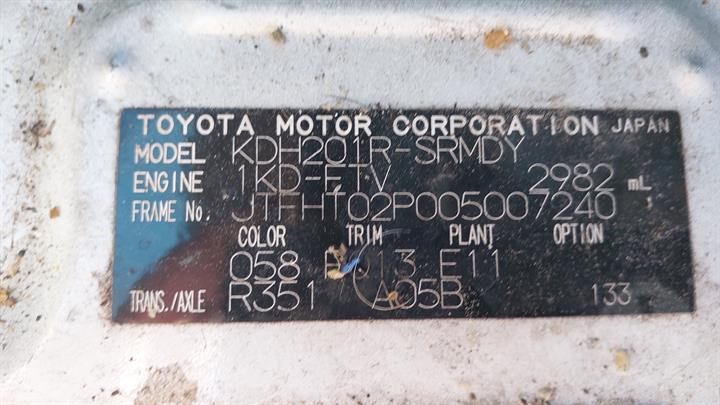 TOYOTA MOTOR CORPORATION JAPAN
MODEL KDH201R-SRMDY
ENGINE 1KD-FTV 2982 mL
FRAME No. JTFHT02P005007240
COLOR TRIM PLANT OPTION
058 E11
TRANS./AXLE R351 A05B 133